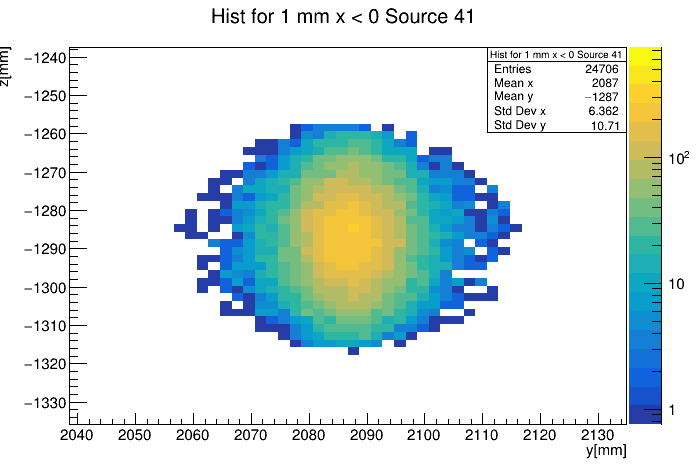 Hist for 1 mm x < 0 Source 41
z[mm]
Hist for 1 mm x < 0 Source 41
Entries 24706
Mean x 2087
Mean y −1287
Std Dev x 6.362
Std Dev y 10.71
−1240
−1250
−1260
−1270
−1280
−1290
−1300
−1310
−1320
−1330
2040 2050 2060 2070 2080 2090 2100 2110 2120 2130
y[mm]
10²
10
1